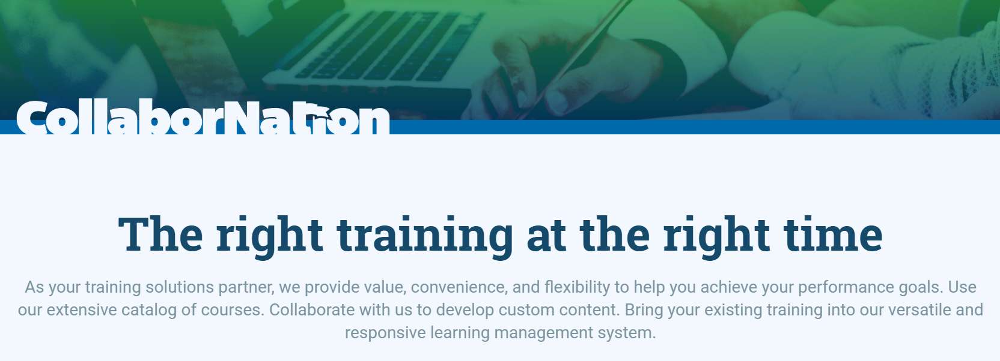 CollaborNation
The right training at the right time
As your training solutions partner, we provide value, convenience, and flexibility to help you achieve your performance goals. Use
our extensive catalog of courses. Collaborate with us to develop custom content. Bring your existing training into our versatile and
responsive learning management system.